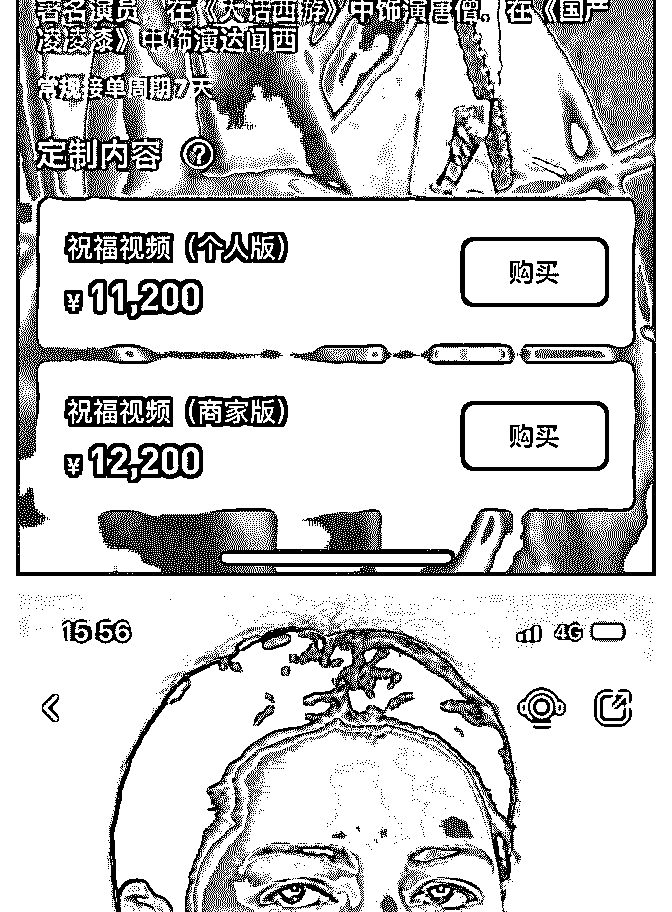 著名演员 在《大话西游》中饰演唐僧。在《国产
凌凌漆》中饰演达闻西
常规接单周期7天
定制内容 ?
祝福视频（个人版）
¥11,200
购买
祝福视频（商家版）
¥12,200
购买
15:56
4G